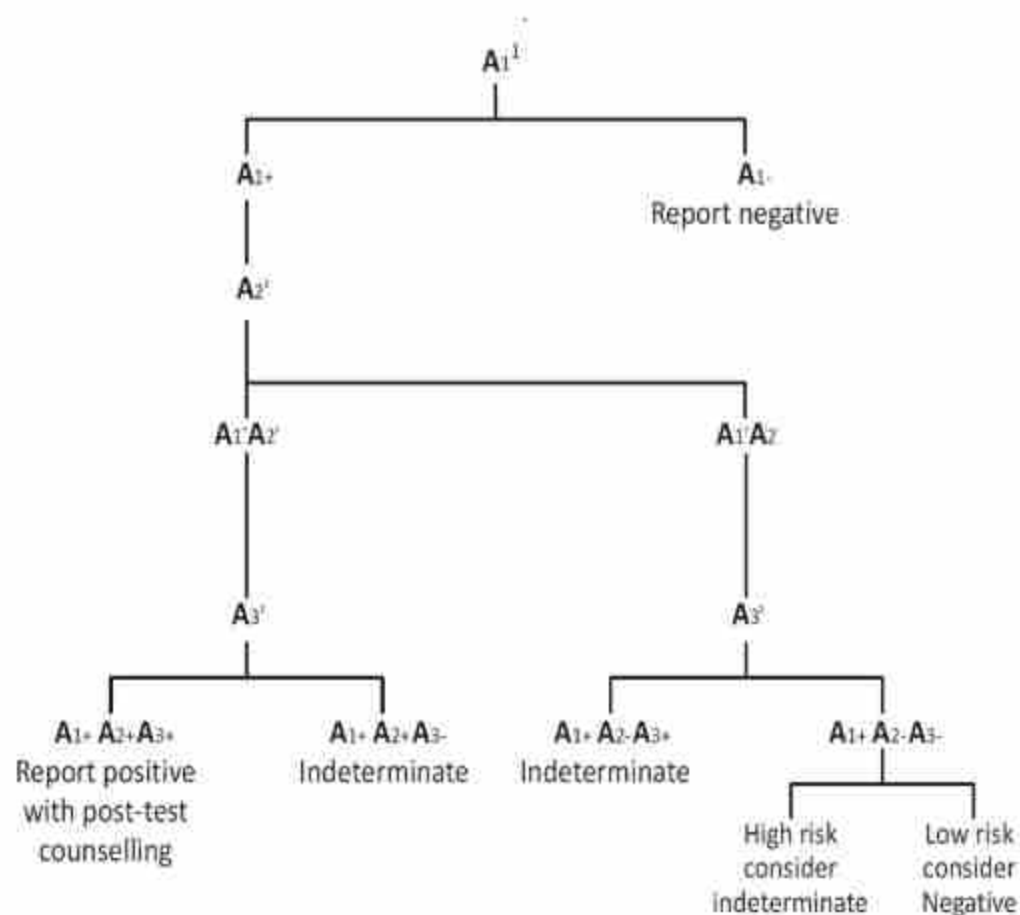 A₁¹
A₁₊
A₁₋
Report negative
A₂'
A₁'A₂'
A₁'A₂
A₃'
A₃'
A₁₊ A₂₊A₃₊
Report positive
with post-test
counselling
A₁₊ A₂₊A₃₋
Indeterminate
A₁₊ A₂₋A₃₊
Indeterminate
A₁₊ A₂₋A₃₋
High risk
consider
indeterminate
Low risk
consider
Negative